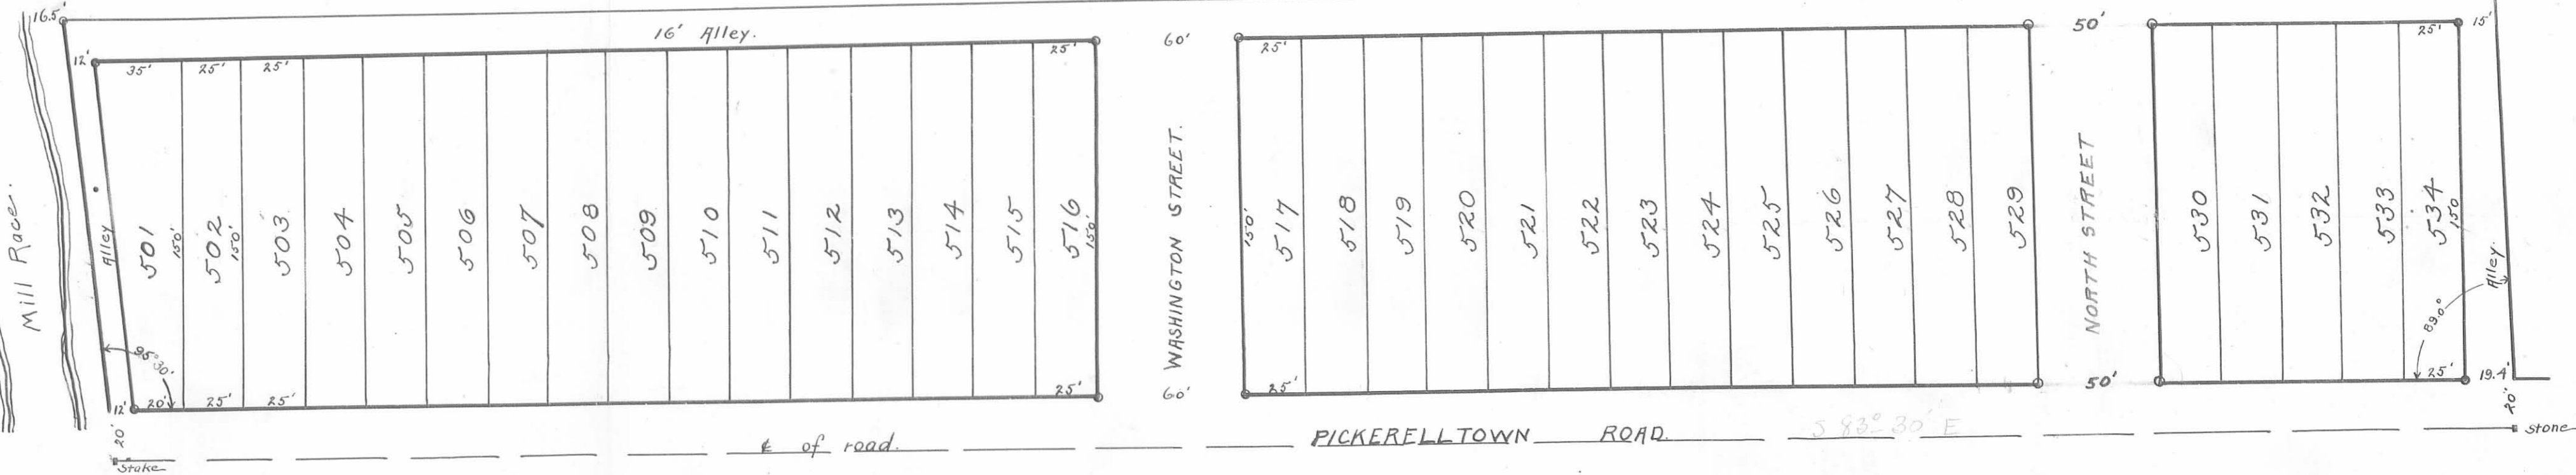 16.5'
16' Alley.
12' 35' 25' 25' 25'
60' 25'
50' 25' 15'
Mill Race.
Alley
501 150'
502 150'
503
504
505
506
507
508
509
510
511
512
513
514
515
516 150'
WASHINGTON STREET.
150' 517
518
519
520
521
522
523
524
525
526
527
528
529
NORTH STREET
530
531
532
533
534 150
Alley
95°30'
89.0°
12' 20' 25' 25' 25'
60' 25'
50' 25' 19.4'
20'
20'
Stake
℄ of road.
PICKERELLTOWN ROAD.
S 83° 30' E
Stone